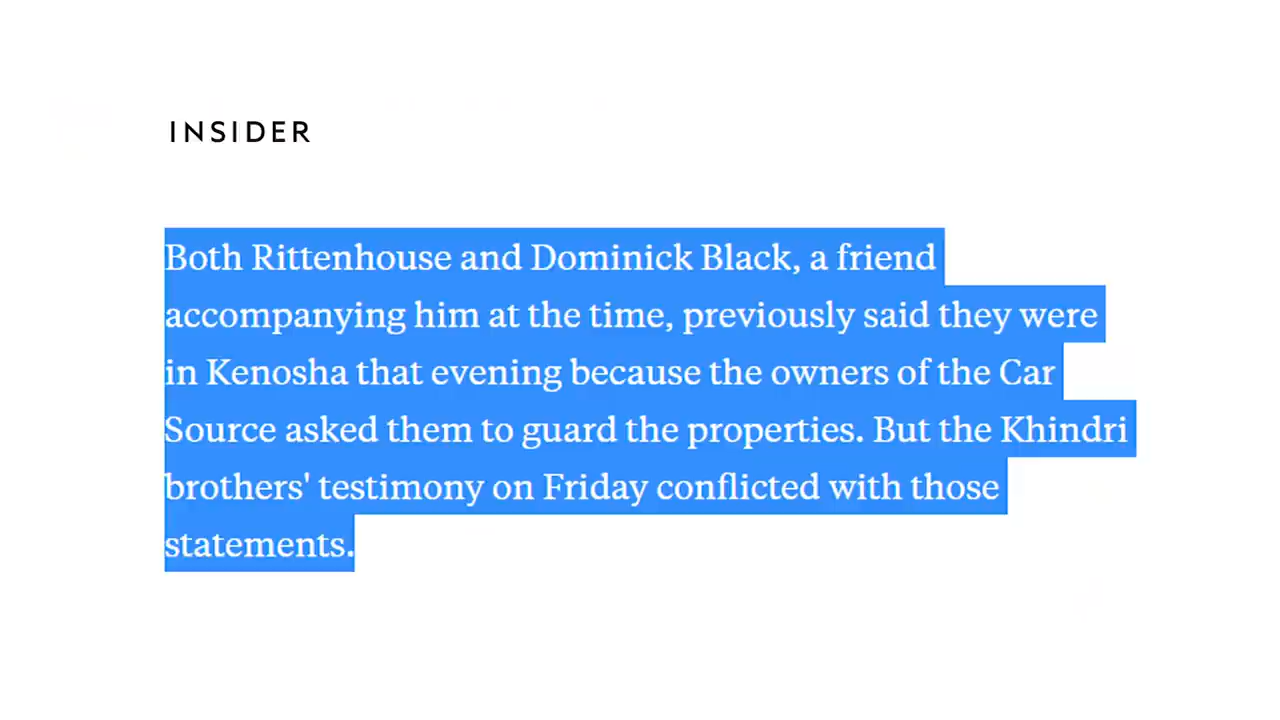 INSIDER
Both Rittenhouse and Dominick Black, a friend
accompanying him at the time, previously said they were
in Kenosha that evening because the owners of the Car
Source asked them to guard the properties. But the Khindri
brothers' testimony on Friday conflicted with those
statements.